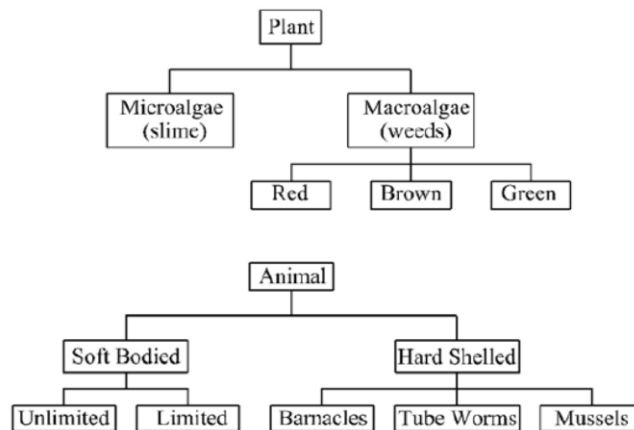 Plant
Microalgae
(slime)
Macroalgae
(weeds)
Red
Brown
Green
Animal
Soft Bodied
Hard Shelled
Unlimited
Limited
Barnacles
Tube Worms
Mussels